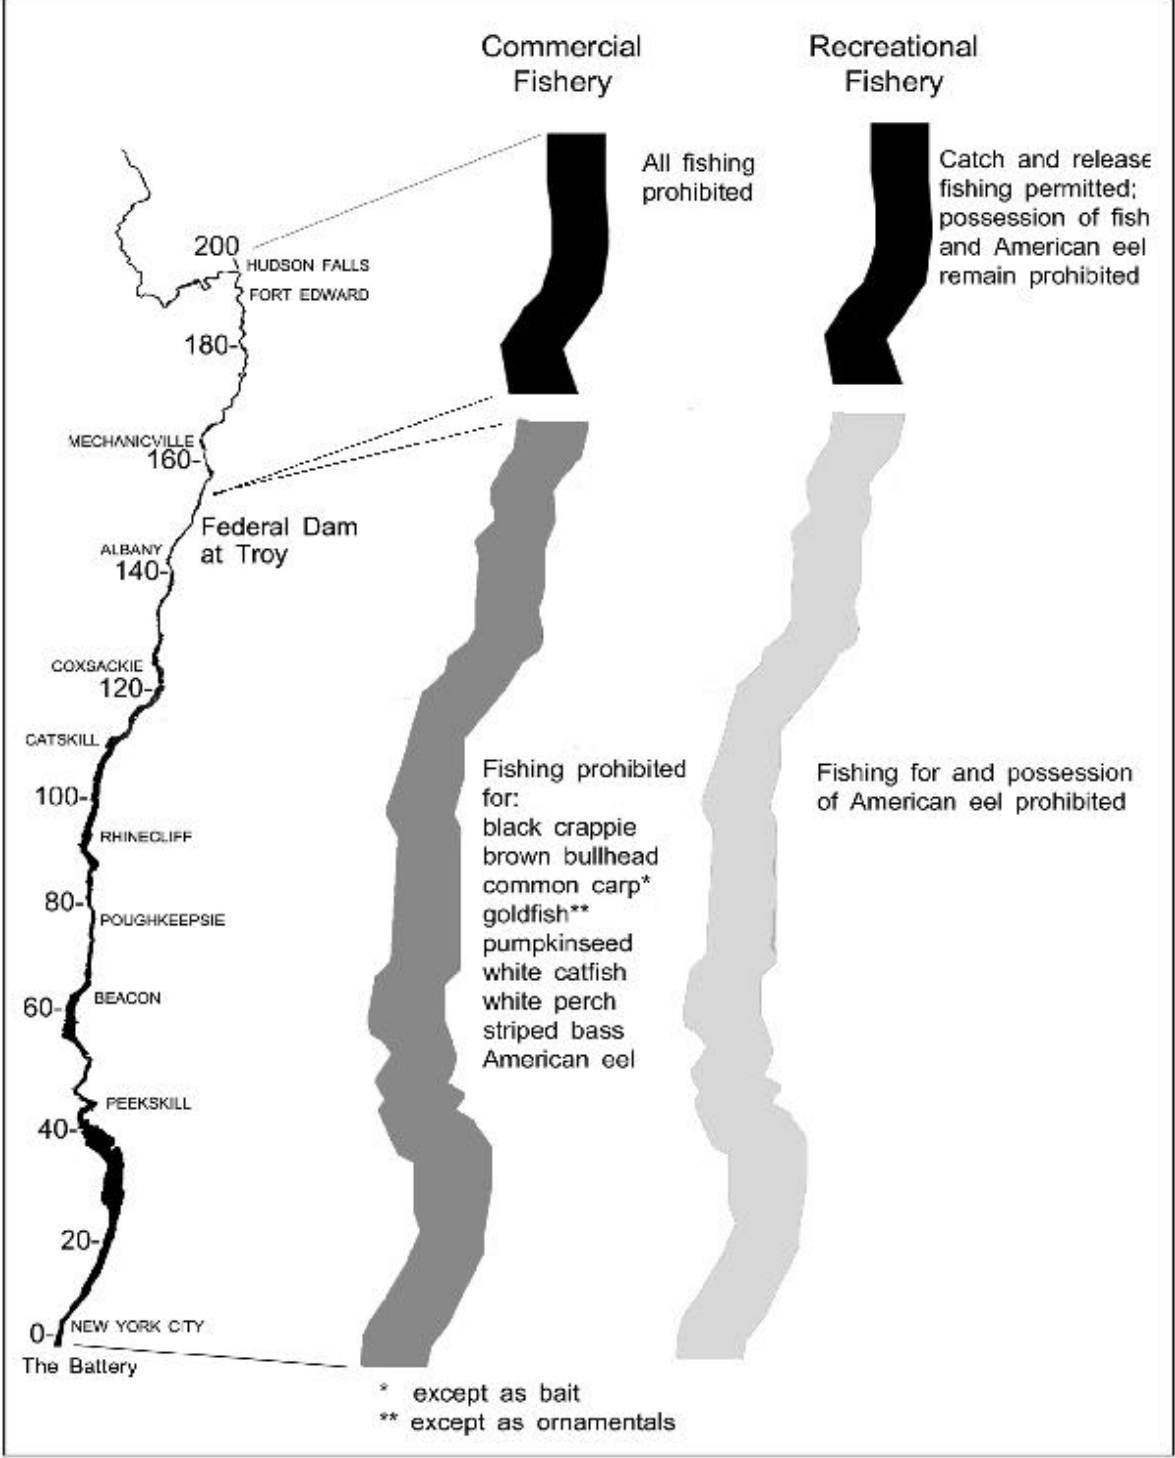 Commercial
Fishery
Recreational
Fishery
All fishing
prohibited
Catch and release
fishing permitted;
possession of fish
and American eel
remain prohibited
200
HUDSON FALLS
FORT EDWARD
180-
MECHANICVILLE
160-
Federal Dam
at Troy
ALBANY
140-
COXSACKIE
120-
CATSKILL
100-
RHINECLIFF
80-
POUGHKEEPSIE
BEACON
60-
PEEKSKILL
40-
20-
NEW YORK CITY
0-
The Battery
Fishing prohibited
for:
black crappie
brown bullhead
common carp*
goldfish**
pumpkinseed
white catfish
white perch
striped bass
American eel
Fishing for and possession
of American eel prohibited
* except as bait
** except as ornamentals